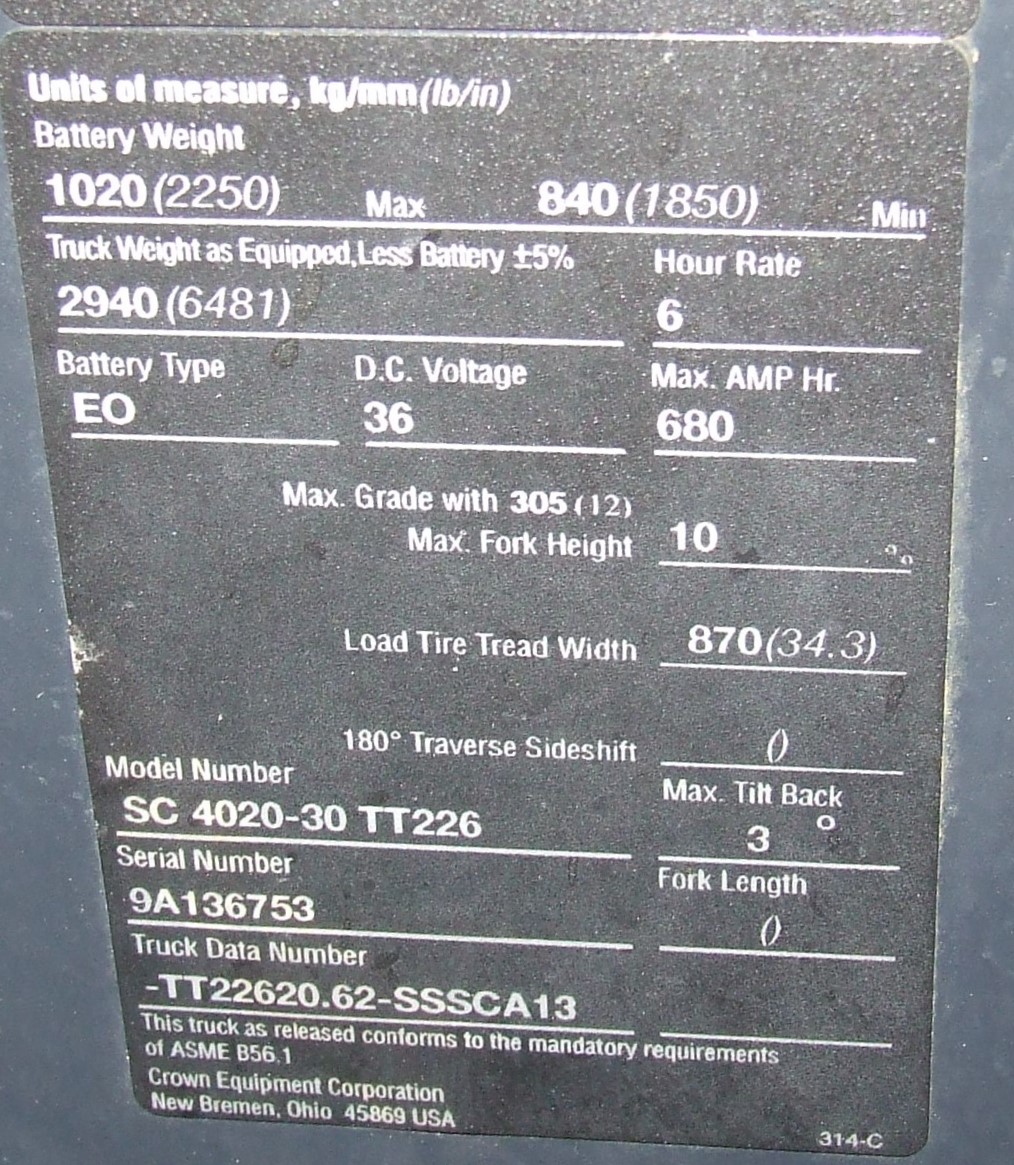 Units of measure, kg/mm (lb/in)
Battery Weight
1020 (2250) Max 840 (1850) Min
Truck Weight as Equipped, Less Battery ±5% Hour Rate
2940 (6481) 6
Battery Type D.C. Voltage Max. AMP Hr.
EO 36 680
Max. Grade with 305 (12)
Max. Fork Height 10 %
Load Tire Tread Width 870 (34.3)
180° Traverse Sideshift ()
Model Number Max. Tilt Back
SC 4020-30 TT226 3 °
Serial Number Fork Length
9A136753 ()
Truck Data Number
-TT22620.62-SSSCA13
This truck as released conforms to the mandatory requirements
of ASME B56.1
Crown Equipment Corporation
New Bremen, Ohio 45869 USA
314-C